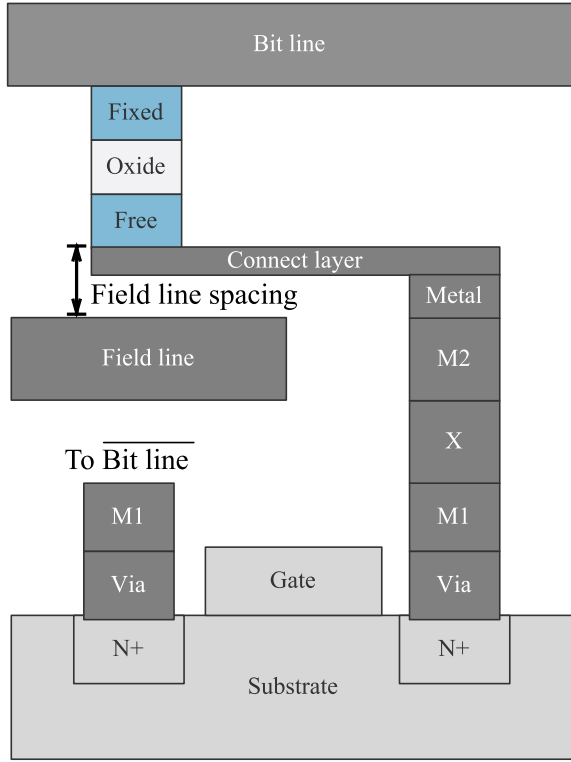 Bit line
Fixed
Oxide
Free
Connect layer
Field line spacing
Metal
Field line
M2
X
To Bit line
M1
M1
Via
Gate
Via
N+
N+
Substrate